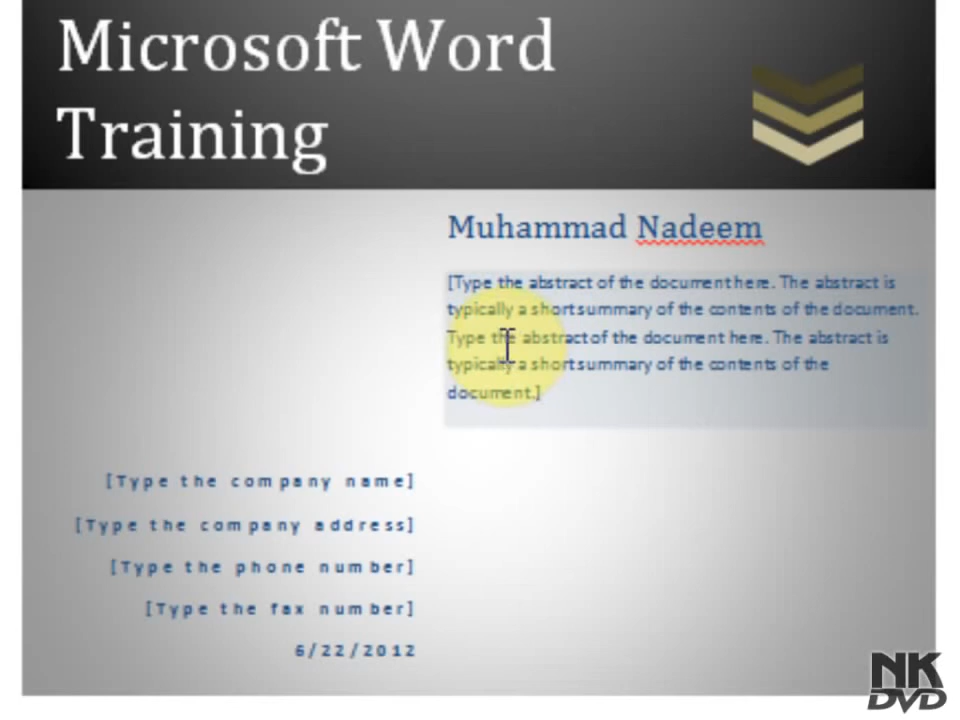 Microsoft Word
Training
Muhammad Nadeem
[Type the abstract of the document here. The abstract is
typically a short summary of the contents of the document.
Type the abstract of the document here. The abstract is
typically a short summary of the contents of the
document.]
[Type the company name]
[Type the company address]
[Type the phone number]
[Type the fax number]
6/22/2012
NK
DVD